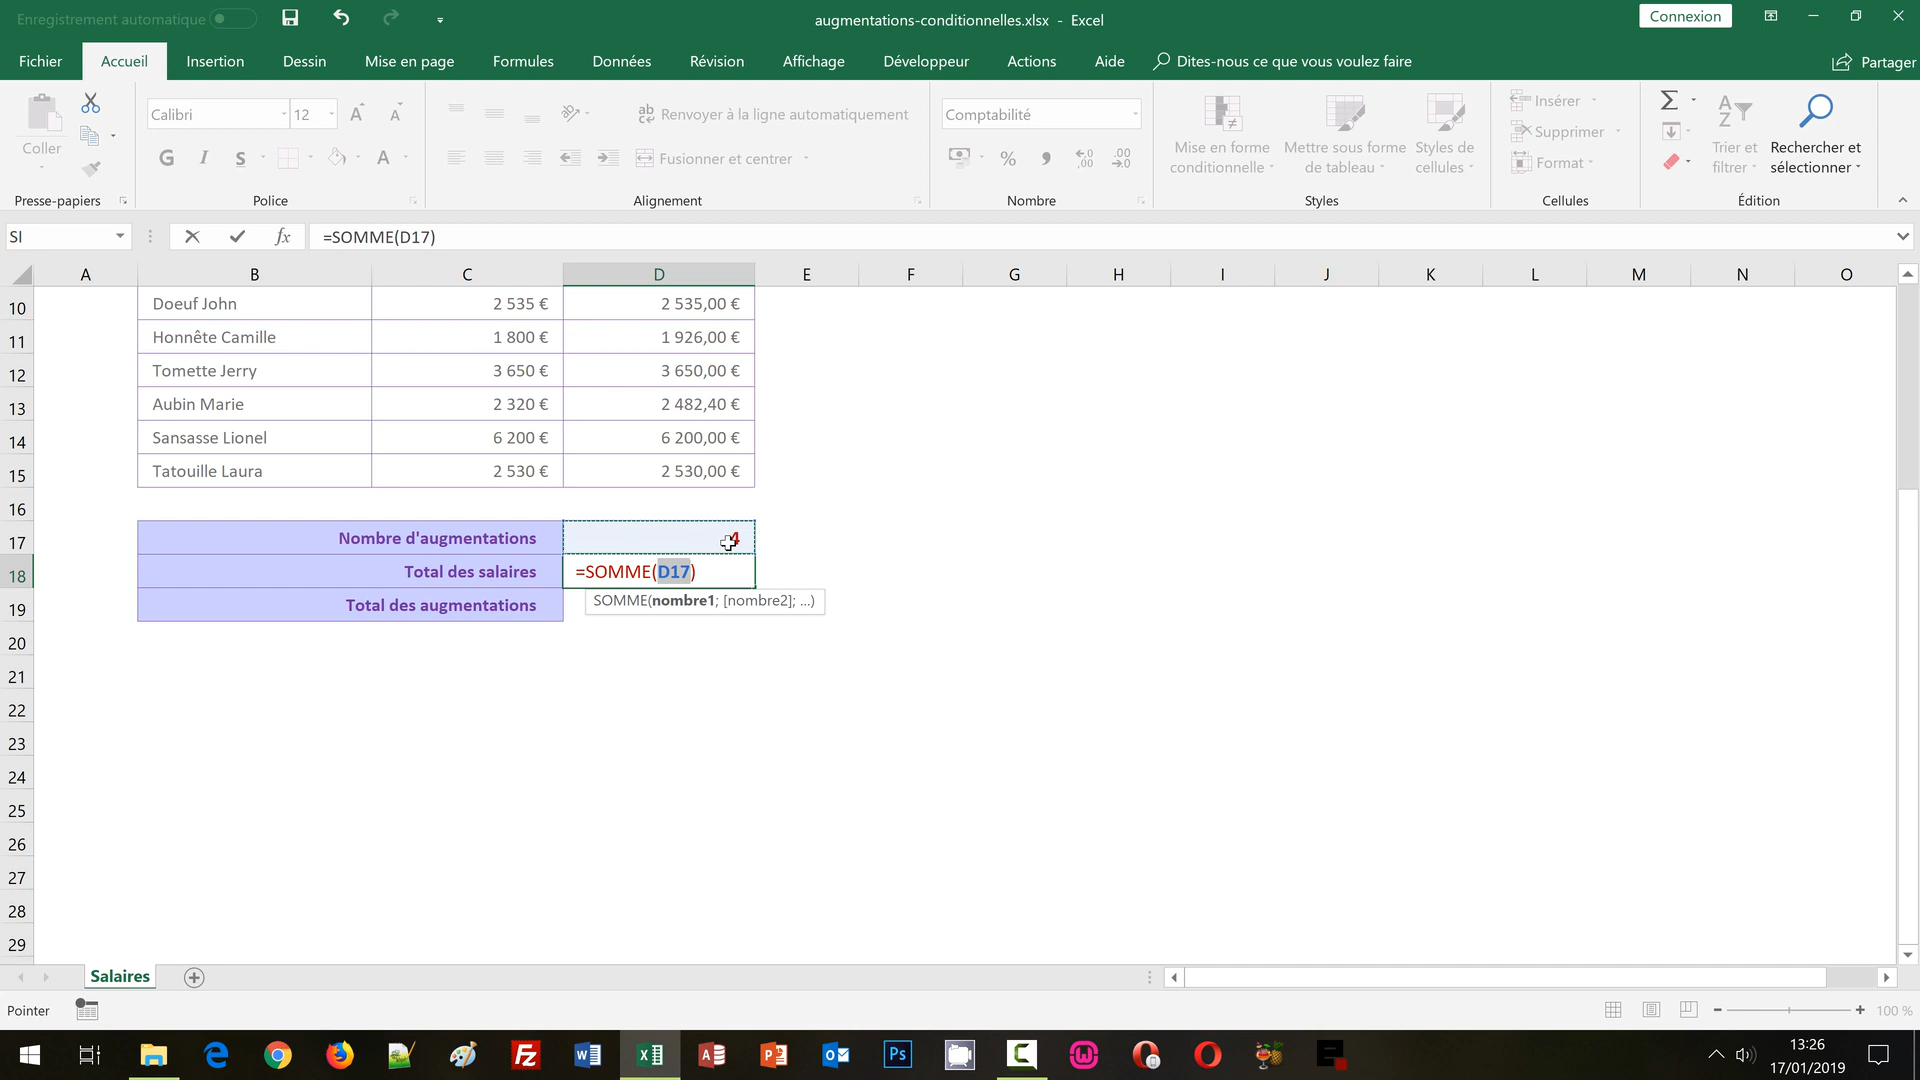 Enregistrement automatique
augmentations-conditionnelles.xlsx - Excel
Connexion
Fichier Accueil Insertion Dessin Mise en page Formules Données Révision Affichage Développeur Actions Aide Dites-nous ce que vous voulez faire Partager
Coller
Calibri 12
G I S A
Renvoyer à la ligne automatiquement
Fusionner et centrer
Comptabilité
Mise en forme conditionnelle
Mettre sous forme de tableau
Styles de cellules
Insérer
Supprimer
Format
Trier et filtrer
Rechercher et sélectionner
Presse-papiers Police Alignement Nombre Styles Cellules Édition
SI fx =SOMME(D17)
A B C D E F G H I J K L M N O
10 Doeuf John 2 535 € 2 535,00 €
11 Honnête Camille 1 800 € 1 926,00 €
12 Tomette Jerry 3 650 € 3 650,00 €
13 Aubin Marie 2 320 € 2 482,40 €
14 Sansasse Lionel 6 200 € 6 200,00 €
15 Tatouille Laura 2 530 € 2 530,00 €
16
17 Nombre d'augmentations 4
18 Total des salaires =SOMME(D17)
SOMME(nombre1; [nombre2]; ...)
19 Total des augmentations
20
21
22
23
24
25
26
27
28
29
Salaires
Pointer 100 %
13:26
17/01/2019